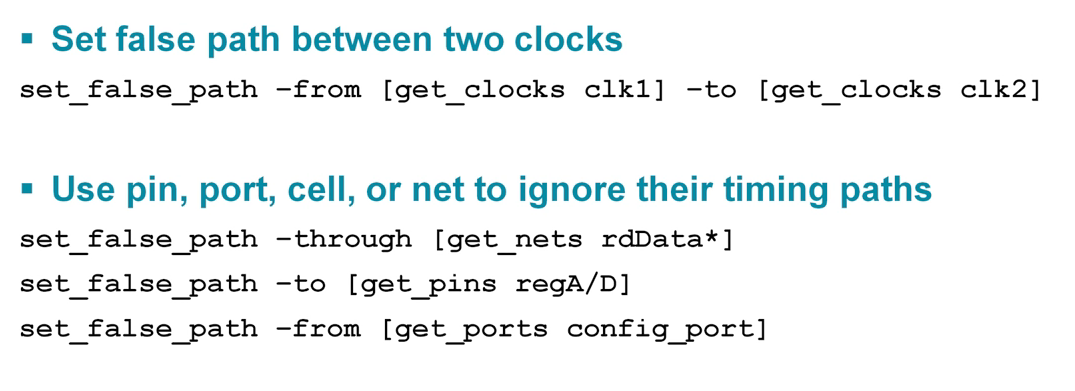 ▪ Set false path between two clocks
set_false_path –from [get_clocks clk1] –to [get_clocks clk2]
▪ Use pin, port, cell, or net to ignore their timing paths
set_false_path –through [get_nets rdData*]
set_false_path –to [get_pins regA/D]
set_false_path –from [get_ports config_port]